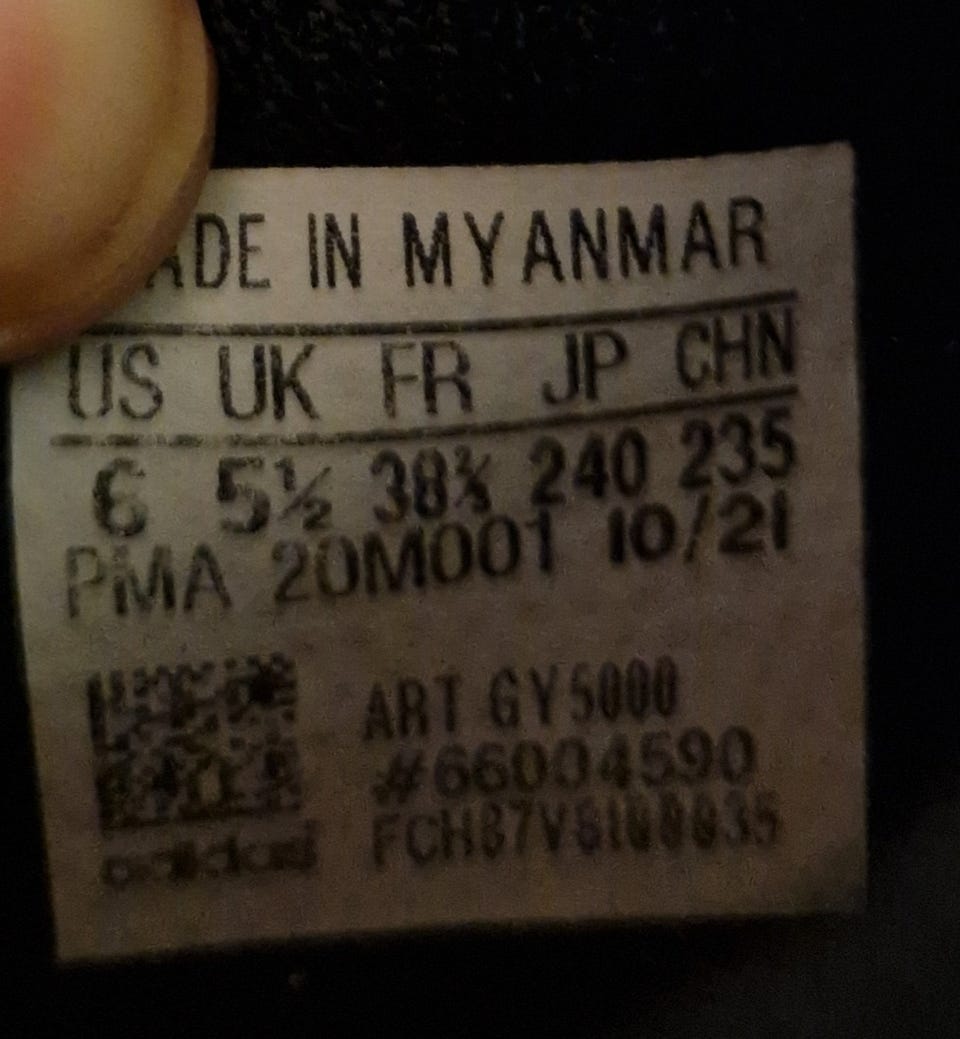 ADE IN MYANMAR
US UK FR JP CHN
6 5½ 38⅔ 240 235
PMA 20M001 10/21
ART GY5000
#66004590
adidas